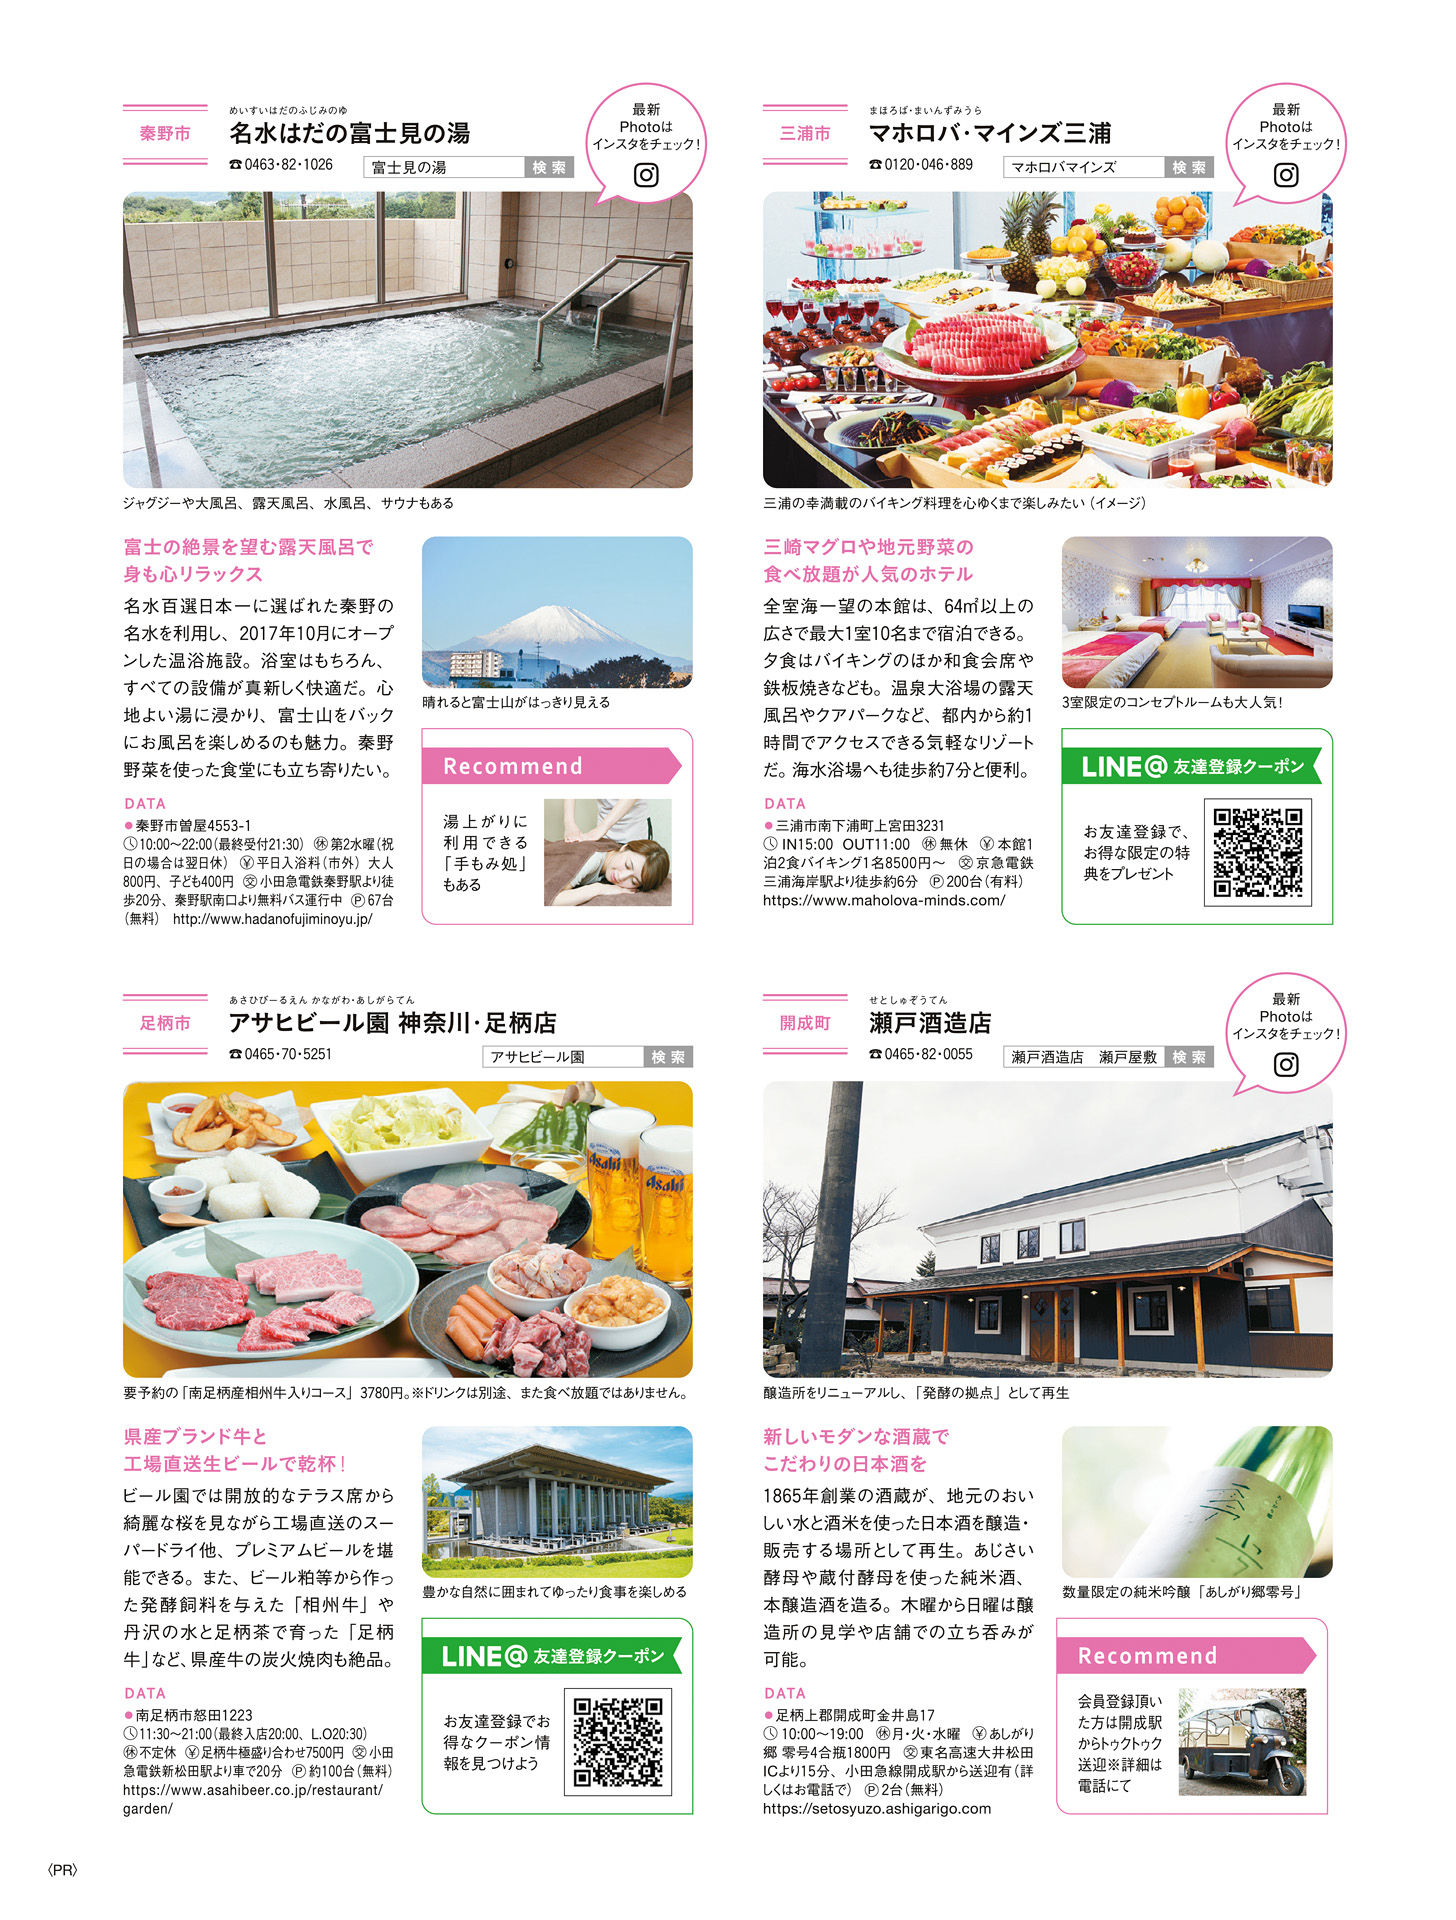 秦野市
めいすいはだのふじみのゆ
名水はだの富士見の湯
☎0463・82・1026
富士見の湯 検索
最新
Photoは
インスタをチェック！
ジャグジーや大風呂、露天風呂、水風呂、サウナもある
富士の絶景を望む露天風呂で
身も心リラックス
名水百選日本一に選ばれた秦野の
名水を利用し、2017年10月にオープ
ンした温浴施設。浴室はもちろん、
すべての設備が真新しく快適だ。心
地よい湯に浸かり、富士山をバック
にお風呂を楽しめるのも魅力。秦野
野菜を使った食堂にも立ち寄りたい。
DATA
●秦野市曽屋4553-1
10:00〜22:00（最終受付21:30） ㊡第2水曜（祝
日の場合は翌日休） ￥平日入浴料（市外） 大人
800円、子ども400円 交小田急電鉄秦野駅より徒
歩20分、秦野駅南口より無料バス運行中 Ⓟ67台
（無料） http://www.hadanofujiminoyu.jp/
晴れると富士山がはっきり見える
Recommend
湯上がりに
利用できる
「手もみ処」
もある
三浦市
まほろば・まいんずみうら
マホロバ・マインズ三浦
☎0120・046・889
マホロバマインズ 検索
最新
Photoは
インスタをチェック！
三浦の幸満載のバイキング料理を心ゆくまで楽しみたい（イメージ）
三崎マグロや地元野菜の
食べ放題が人気のホテル
全室海一望の本館は、64㎡以上の
広さで最大1室10名まで宿泊できる。
夕食はバイキングのほか和食会席や
鉄板焼きなども。温泉大浴場の露天
風呂やクアパークなど、都内から約1
時間でアクセスできる気軽なリゾート
だ。海水浴場へも徒歩約7分と便利。
DATA
●三浦市南下浦町上宮田3231
IN15:00 OUT11:00 ㊡無休 ￥本館1
泊2食バイキング1名8500円〜 交京急電鉄
三浦海岸駅より徒歩約6分 Ⓟ200台（有料）
https://www.maholova-minds.com/
3室限定のコンセプトルームも大人気！
LINE@友達登録クーポン
お友達登録で、
お得な限定の特
典をプレゼント
足柄市
あさひびーるえん かながわ・あしがらてん
アサヒビール園 神奈川・足柄店
☎0465・70・5251
アサヒビール園 検索
Asahi
Asahi
要予約の「南足柄産相州牛入りコース」3780円。※ドリンクは別途、また食べ放題ではありません。
県産ブランド牛と
工場直送生ビールで乾杯！
ビール園では開放的なテラス席から
綺麗な桜を見ながら工場直送のスー
パードライ他、プレミアムビールを堪
能できる。また、ビール粕等から作っ
た発酵飼料を与えた「相州牛」や
丹沢の水と足柄茶で育った「足柄
牛」など、県産牛の炭火焼肉も絶品。
DATA
●南足柄市怒田1223
11:30〜21:00（最終入店20:00、L.O20:30）
㊡不定休 ￥足柄牛極盛り合わせ7500円 交小田
急電鉄新松田駅より車で20分 Ⓟ約100台（無料）
https://www.asahibeer.co.jp/restaurant/
garden/
豊かな自然に囲まれてゆったり食事を楽しめる
LINE@友達登録クーポン
お友達登録でお
得なクーポン情
報を見つけよう
開成町
せとしゅぞうてん
瀬戸酒造店
☎0465・82・0055
瀬戸酒造店 瀬戸屋敷 検索
最新
Photoは
インスタをチェック！
醸造所をリニューアルし、「発酵の拠点」として再生
新しいモダンな酒蔵で
こだわりの日本酒を
1865年創業の酒蔵が、地元のおい
しい水と酒米を使った日本酒を醸造・
販売する場所として再生。あじさい
酵母や蔵付酵母を使った純米酒、
本醸造酒を造る。木曜から日曜は醸
造所の見学や店舗での立ち呑みが
可能。
DATA
●足柄上郡開成町金井島17
10:00〜19:00 ㊡月・火・水曜 ￥あしがり
郷 零号4合瓶1800円 交東名高速大井松田
ICより15分、小田急線開成駅から送迎有（詳
しくはお電話で） Ⓟ2台（無料）
https://setosyuzo.ashigarigo.com
数量限定の純米吟醸「あしがり郷零号」
Recommend
会員登録頂い
た方は開成駅
からトゥクトゥク
送迎※詳細は
電話にて
〈PR〉